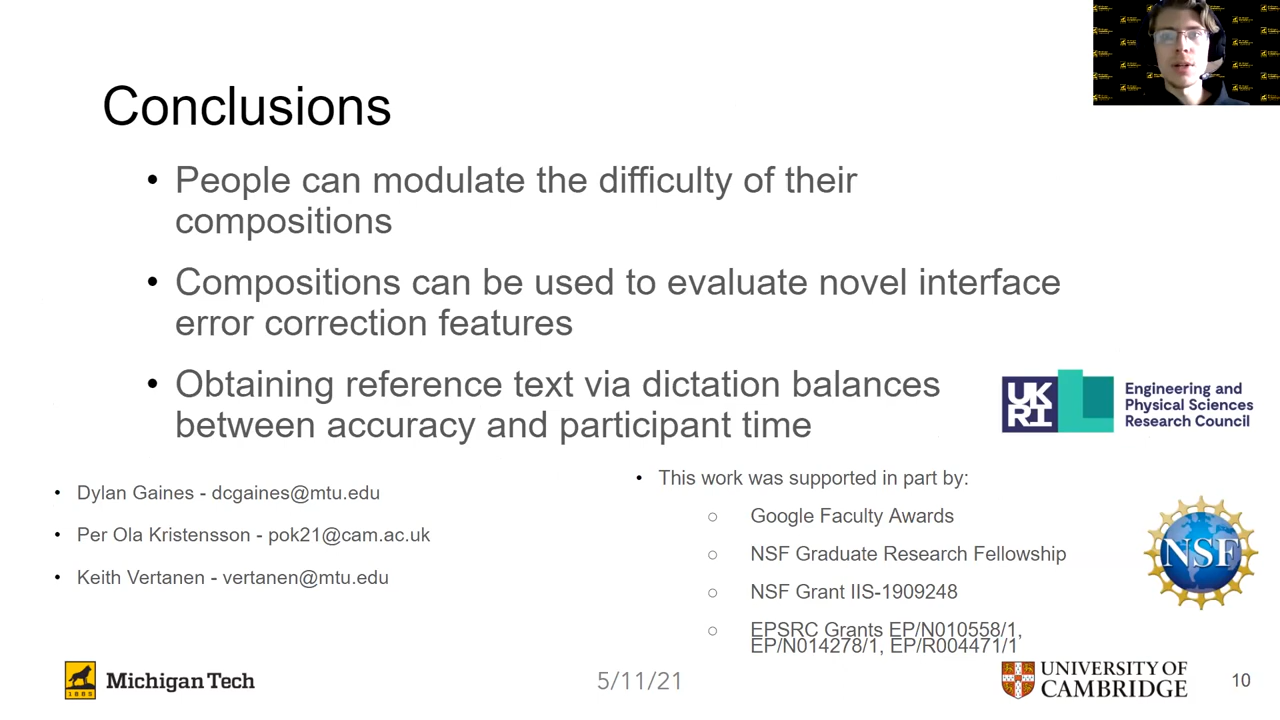 Conclusions
• People can modulate the difficulty of their
compositions
• Compositions can be used to evaluate novel interface
error correction features
• Obtaining reference text via dictation balances
between accuracy and participant time
UK
RI
Engineering and
Physical Sciences
Research Council
• Dylan Gaines - dcgaines@mtu.edu
• Per Ola Kristensson - pok21@cam.ac.uk
• Keith Vertanen - vertanen@mtu.edu
• This work was supported in part by:
○ Google Faculty Awards
○ NSF Graduate Research Fellowship
○ NSF Grant IIS-1909248
○ EPSRC Grants EP/N010558/1,
EP/N014278/1, EP/R004471/1
NSF
1885
Michigan Tech
5/11/21
UNIVERSITY OF
CAMBRIDGE
10